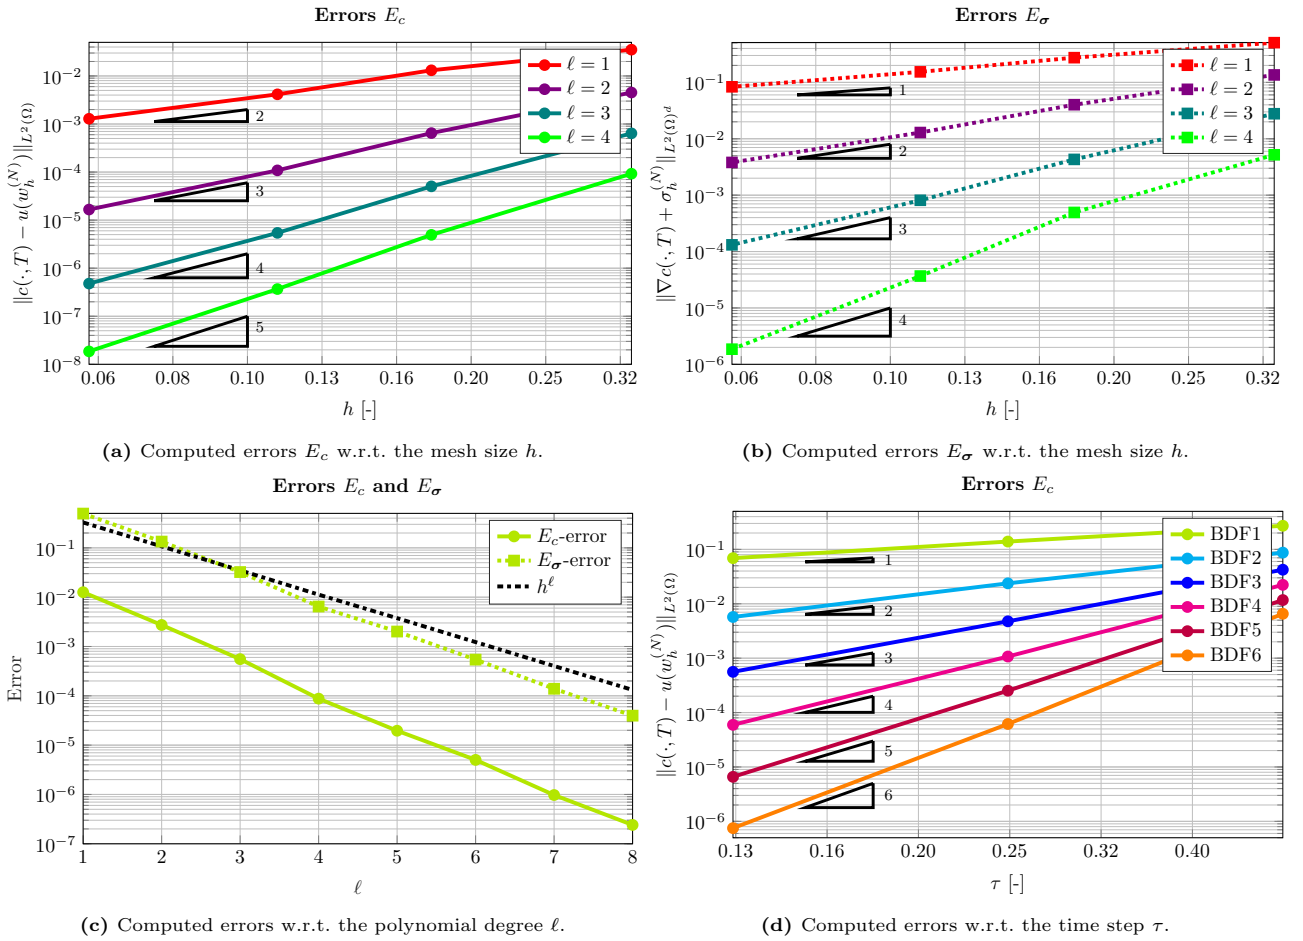 Errors E_c
‖c(·, T) − u(w_h^(N))‖_L²(Ω)
10^−2
10^−3
10^−4
10^−5
10^−6
10^−7
10^−8
ℓ = 1
ℓ = 2
ℓ = 3
ℓ = 4
2
3
4
5
0.06 0.08 0.10 0.13 0.16 0.20 0.25 0.32
h [-]
(a) Computed errors E_c w.r.t. the mesh size h.
Errors E_σ
‖∇c(·, T) + σ_h^(N)‖_L²(Ω)^d
10^−1
10^−2
10^−3
10^−4
10^−5
10^−6
ℓ = 1
ℓ = 2
ℓ = 3
ℓ = 4
1
2
3
4
0.06 0.08 0.10 0.13 0.16 0.20 0.25 0.32
h [-]
(b) Computed errors E_σ w.r.t. the mesh size h.
Errors E_c and E_σ
Error
10^−1
10^−2
10^−3
10^−4
10^−5
10^−6
10^−7
E_c-error
E_σ-error
h^ℓ
1 2 3 4 5 6 7 8
ℓ
(c) Computed errors w.r.t. the polynomial degree ℓ.
Errors E_c
‖c(·, T) − u(w_h^(N))‖_L²(Ω)
10^−1
10^−2
10^−3
10^−4
10^−5
10^−6
BDF1
BDF2
BDF3
BDF4
BDF5
BDF6
1
2
3
4
5
6
0.13 0.16 0.20 0.25 0.32 0.40
τ [-]
(d) Computed errors w.r.t. the time step τ.